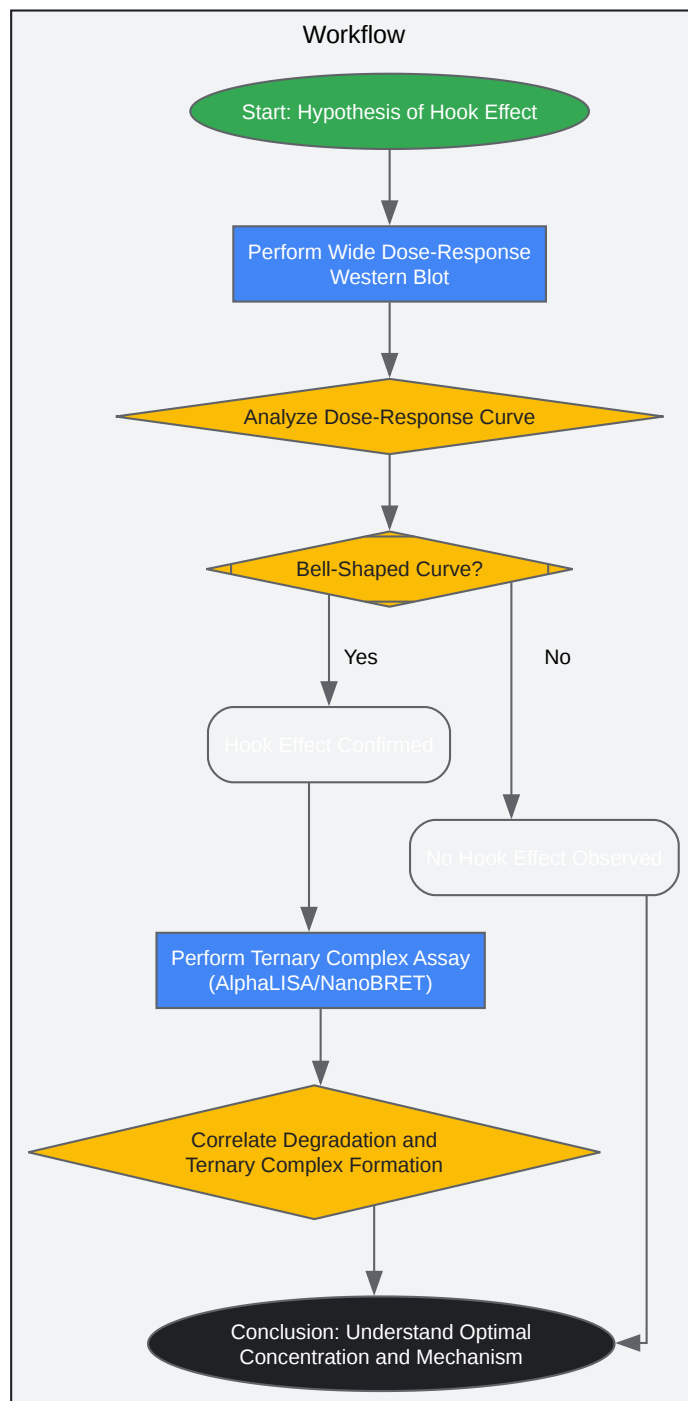 Workflow
Start: Hypothesis of Hook Effect
Perform Wide Dose-Response
Western Blot
Analyze Dose-Response Curve
Bell-Shaped Curve?
Yes
No
Hook Effect Confirmed
No Hook Effect Observed
Perform Ternary Complex Assay
(AlphaLISA/NanoBRET)
Correlate Degradation and
Ternary Complex Formation
Conclusion: Understand Optimal
Concentration and Mechanism